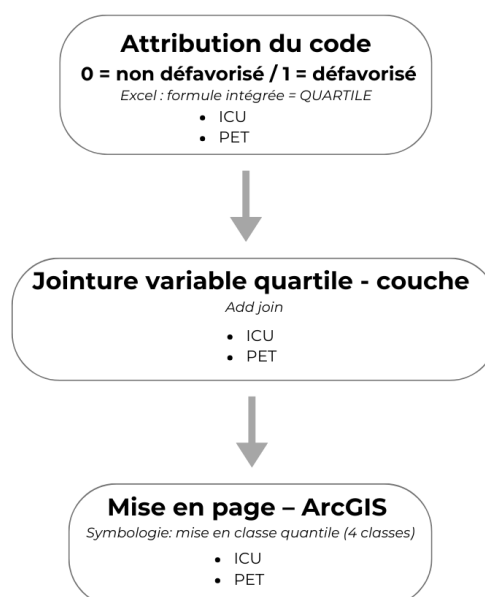 Attribution du code
0 = non défavorisé / 1 = défavorisé
Excel : formule intégrée = QUARTILE
• ICU
• PET
Jointure variable quartile - couche
Add join
• ICU
• PET
Mise en page – ArcGIS
Symbologie: mise en classe quantile (4 classes)
• ICU
• PET